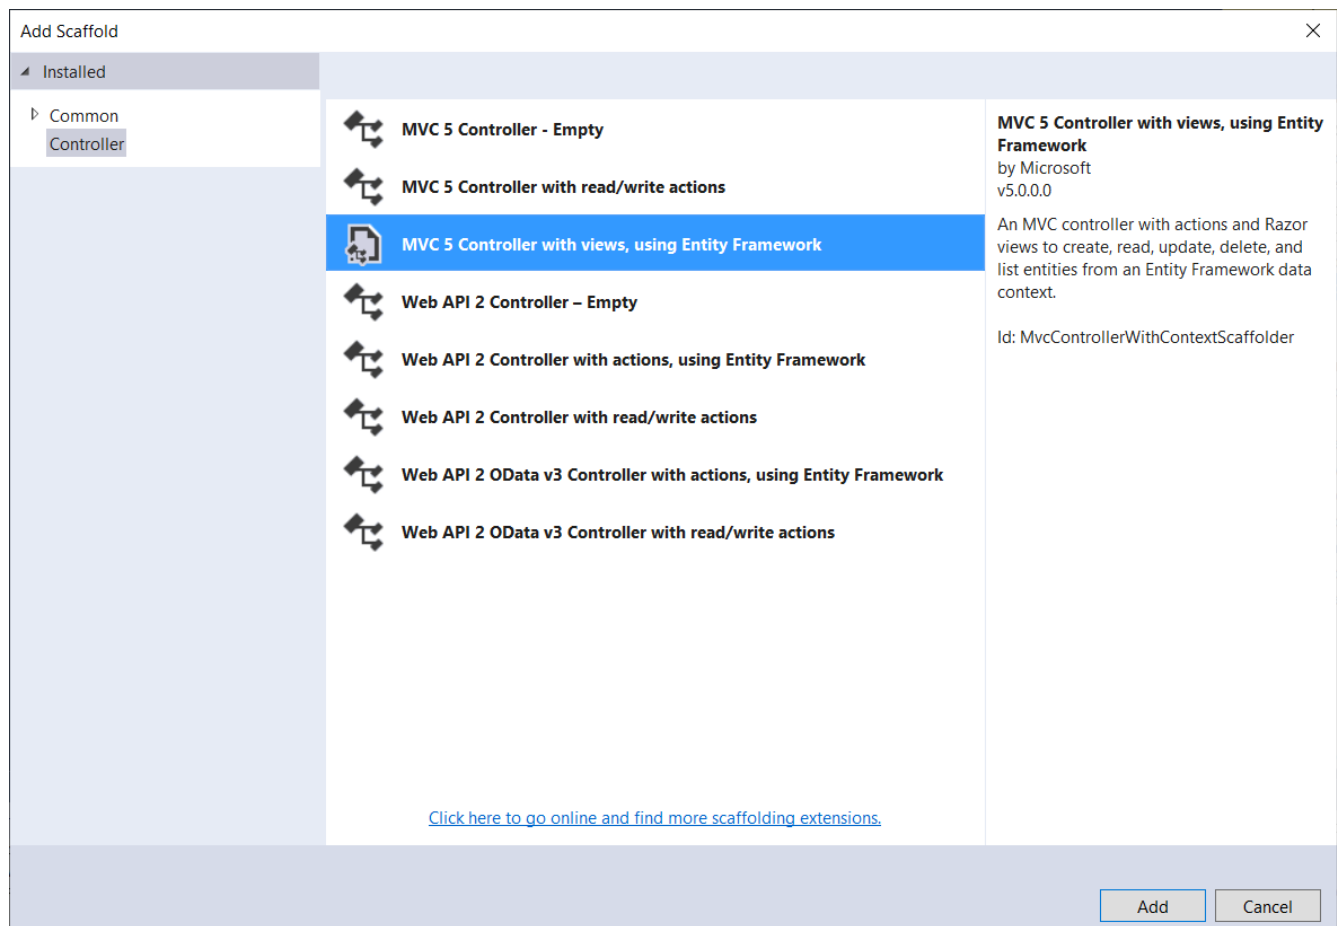 Add Scaffold
Installed
Common
Controller
MVC 5 Controller - Empty
MVC 5 Controller with read/write actions
MVC 5 Controller with views, using Entity Framework
Web API 2 Controller – Empty
Web API 2 Controller with actions, using Entity Framework
Web API 2 Controller with read/write actions
Web API 2 OData v3 Controller with actions, using Entity Framework
Web API 2 OData v3 Controller with read/write actions
Click here to go online and find more scaffolding extensions.
MVC 5 Controller with views, using Entity
Framework
by Microsoft
v5.0.0.0
An MVC controller with actions and Razor
views to create, read, update, delete, and
list entities from an Entity Framework data
context.
Id: MvcControllerWithContextScaffolder
Add
Cancel